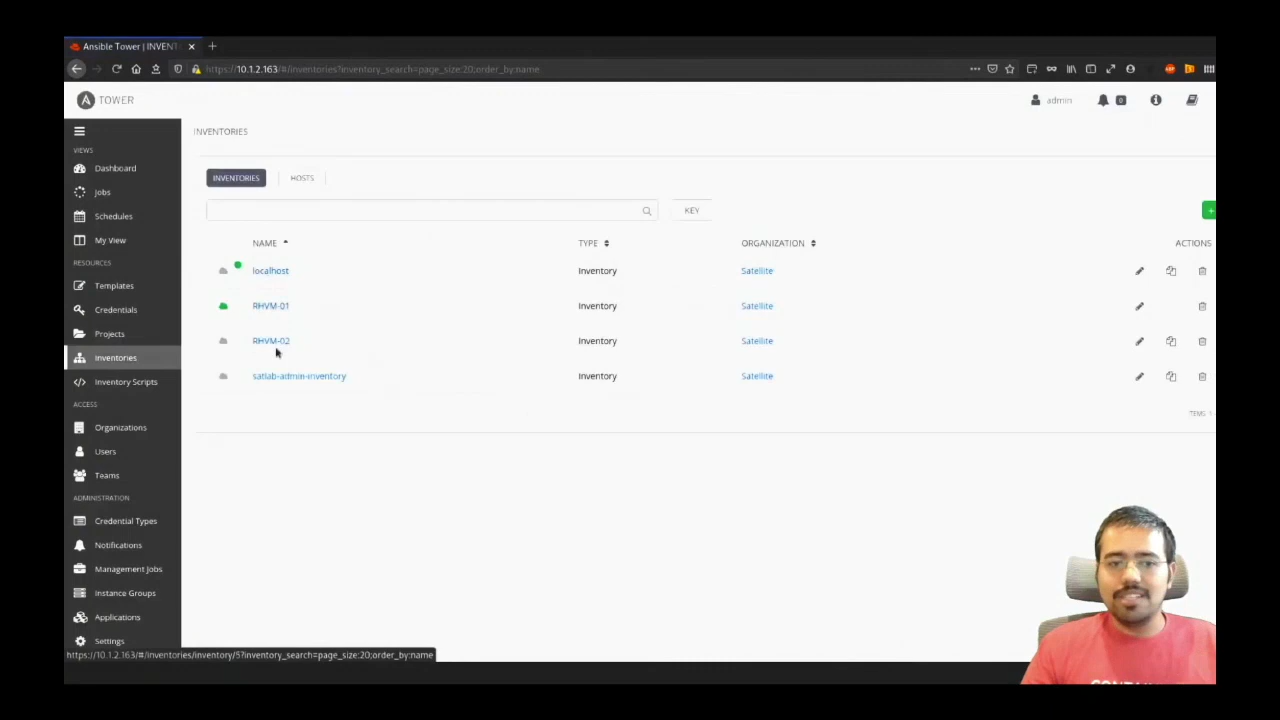 Ansible Tower | INVENT
https://10.1.2.163/#/inventories?inventory_search=page_size:20;order_by:name
TOWER
admin
0
VIEWS
Dashboard
Jobs
Schedules
My View
RESOURCES
Templates
Credentials
Projects
Inventories
Inventory Scripts
ACCESS
Organizations
Users
Teams
ADMINISTRATION
Credential Types
Notifications
Management Jobs
Instance Groups
Applications
Settings
INVENTORIES
INVENTORIES
HOSTS
KEY
NAME TYPE ORGANIZATION ACTIONS
localhost Inventory Satellite
RHVM-01 Inventory Satellite
RHVM-02 Inventory Satellite
satlab-admin-inventory Inventory Satellite
TEMS 1
https://10.1.2.163/#/inventories/inventory/5?inventory_search=page_size:20;order_by:name